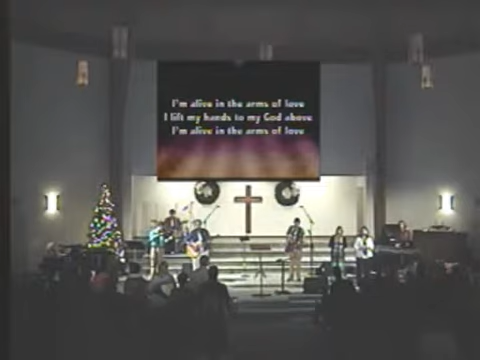 I'm alive in the arms of love
I lift my hands to my God above
I'm alive in the arms of love